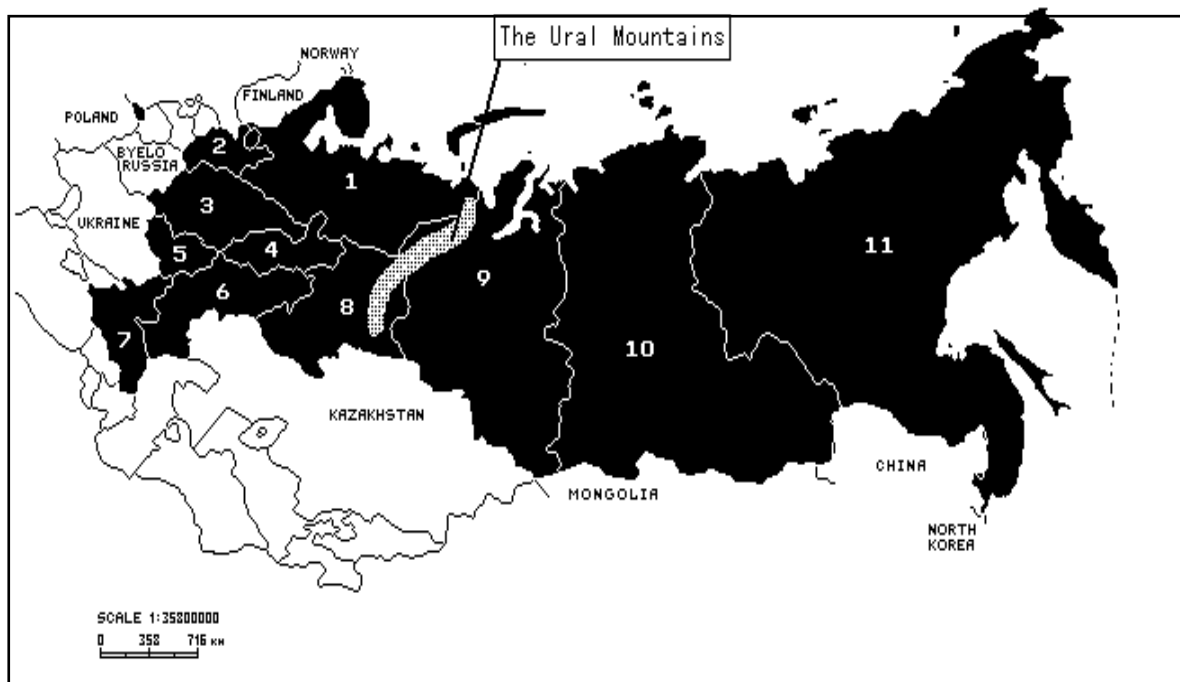 The Ural Mountains
NORWAY
FINLAND
POLAND
BYELO
RUSSIA
UKRAINE
1
2
3
4
5
6
7
8
9
10
11
KAZAKHSTAN
MONGOLIA
CHINA
NORTH
KOREA
SCALE 1:35800000
0 358 716 KM